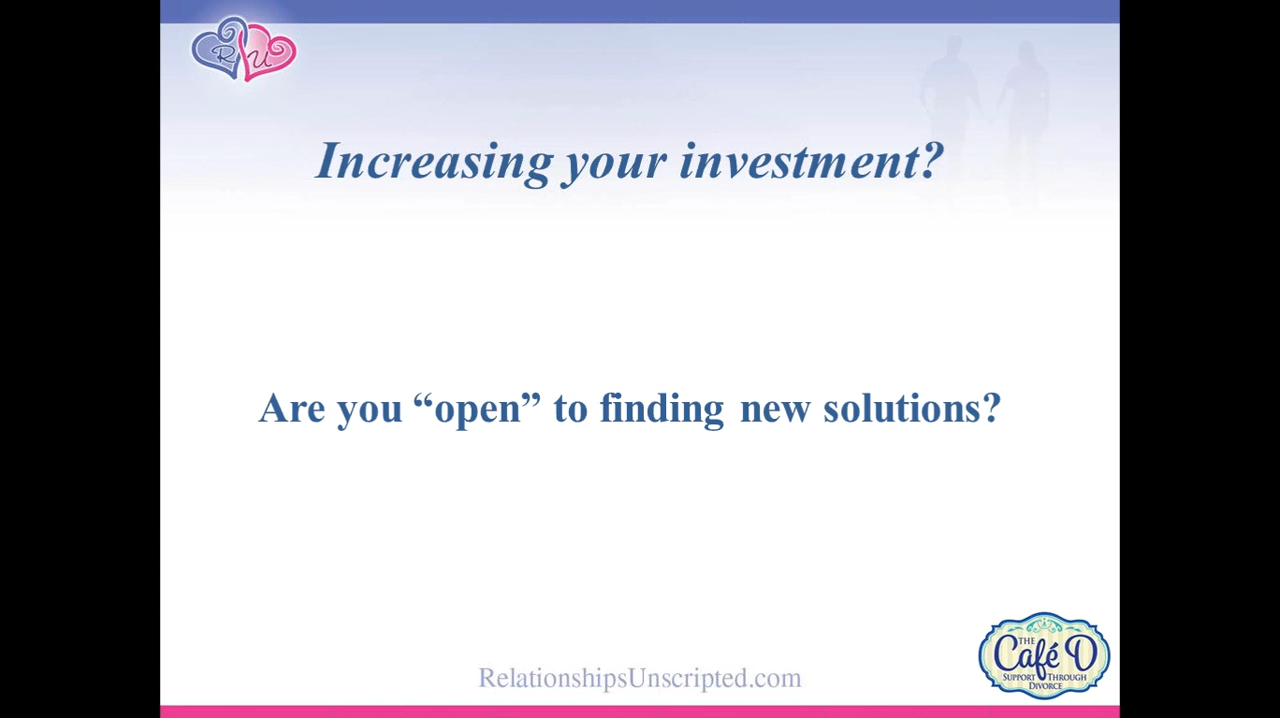 R U
Increasing your investment?
Are you “open” to finding new solutions?
RelationshipsUnscripted.com
THE
Café D
SUPPORT THROUGH
DIVORCE